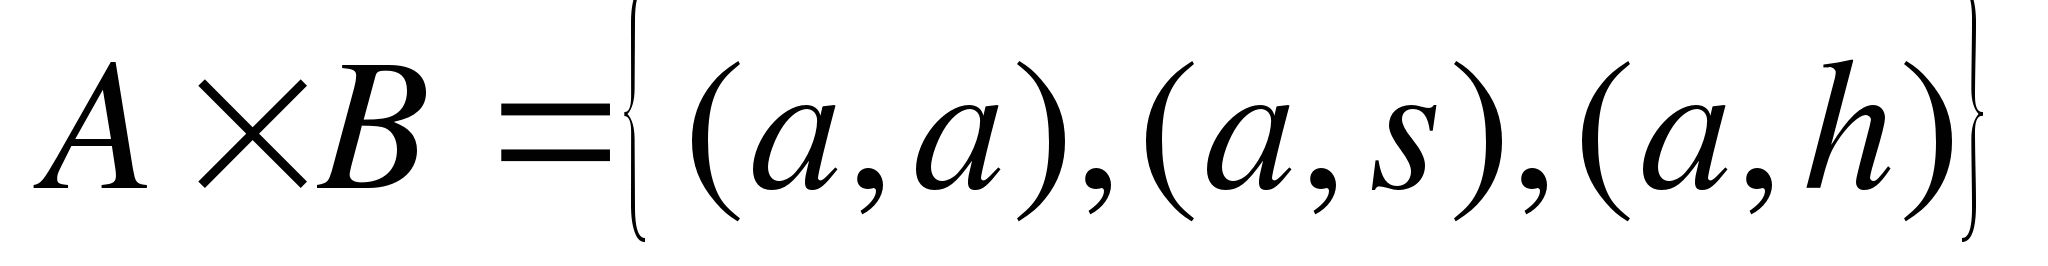 A × B = { (a, a), (a, s), (a, h) }